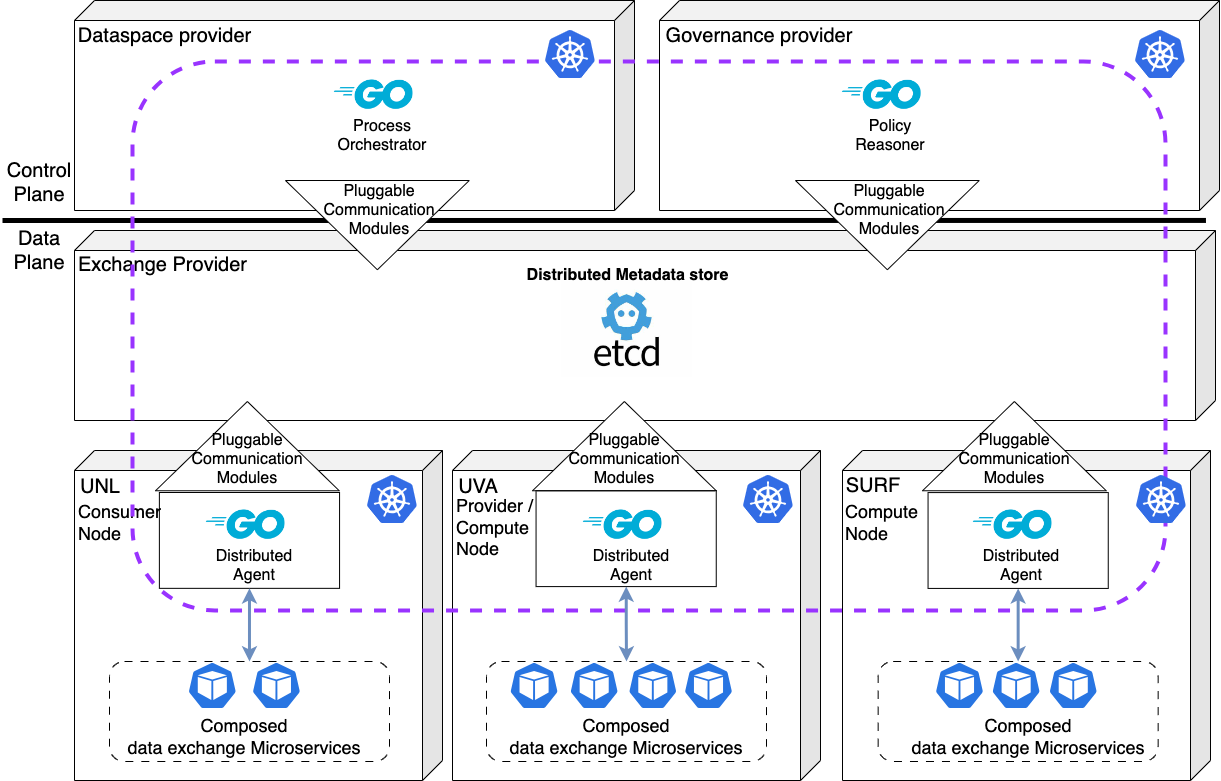 Dataspace provider
GO
Process
Orchestrator
Governance provider
GO
Policy
Reasoner
Control
Plane
Pluggable
Communication
Modules
Pluggable
Communication
Modules
Data
Plane
Exchange Provider
Distributed Metadata store
etcd
Pluggable
Communication
Modules
UNL
Consumer
Node
GO
Distributed
Agent
Composed
data exchange Microservices
Pluggable
Communication
Modules
UVA
Provider /
Compute
Node
GO
Distributed
Agent
Composed
data exchange Microservices
Pluggable
Communication
Modules
SURF
Compute
Node
GO
Distributed
Agent
Composed
data exchange Microservices